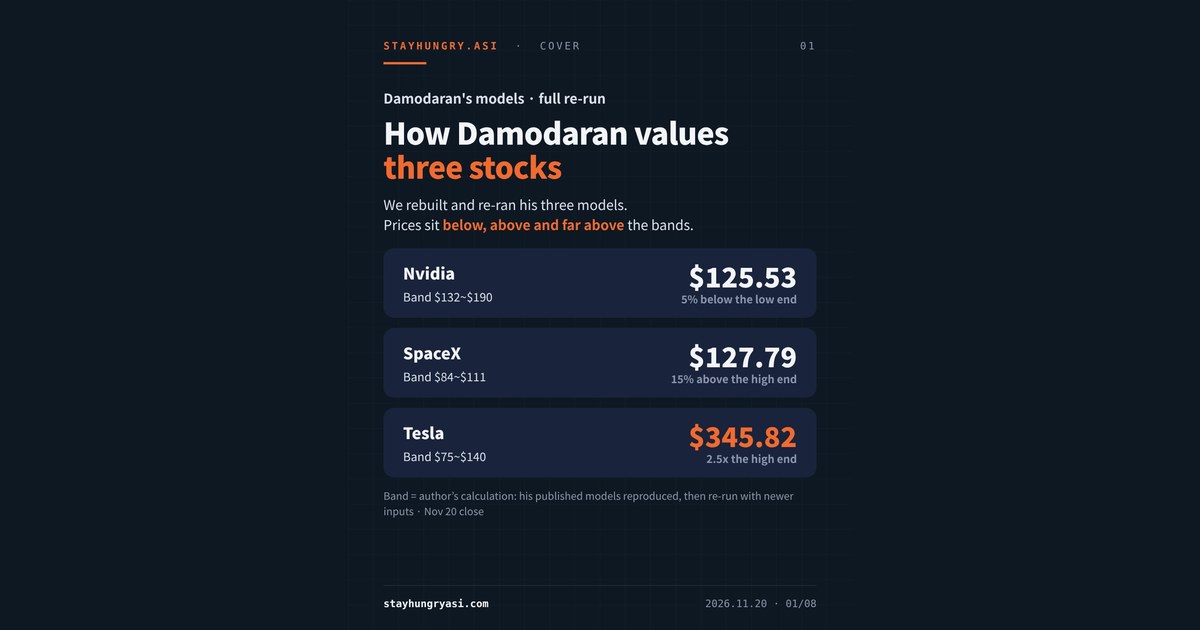 STAYHUNGRY.ASI · COVER 01
Damodaran's models · full re-run
How Damodaran values
three stocks
We rebuilt and re-ran his three models.
Prices sit below, above and far above the bands.
Nvidia $125.53
Band $132~$190 5% below the low end
SpaceX $127.79
Band $84~$111 15% above the high end
Tesla $345.82
Band $75~$140 2.5x the high end
Band = author's calculation: his published models reproduced, then re-run with newer
inputs · Nov 20 close
stayhungryasi.com 2026.11.20 · 01/08